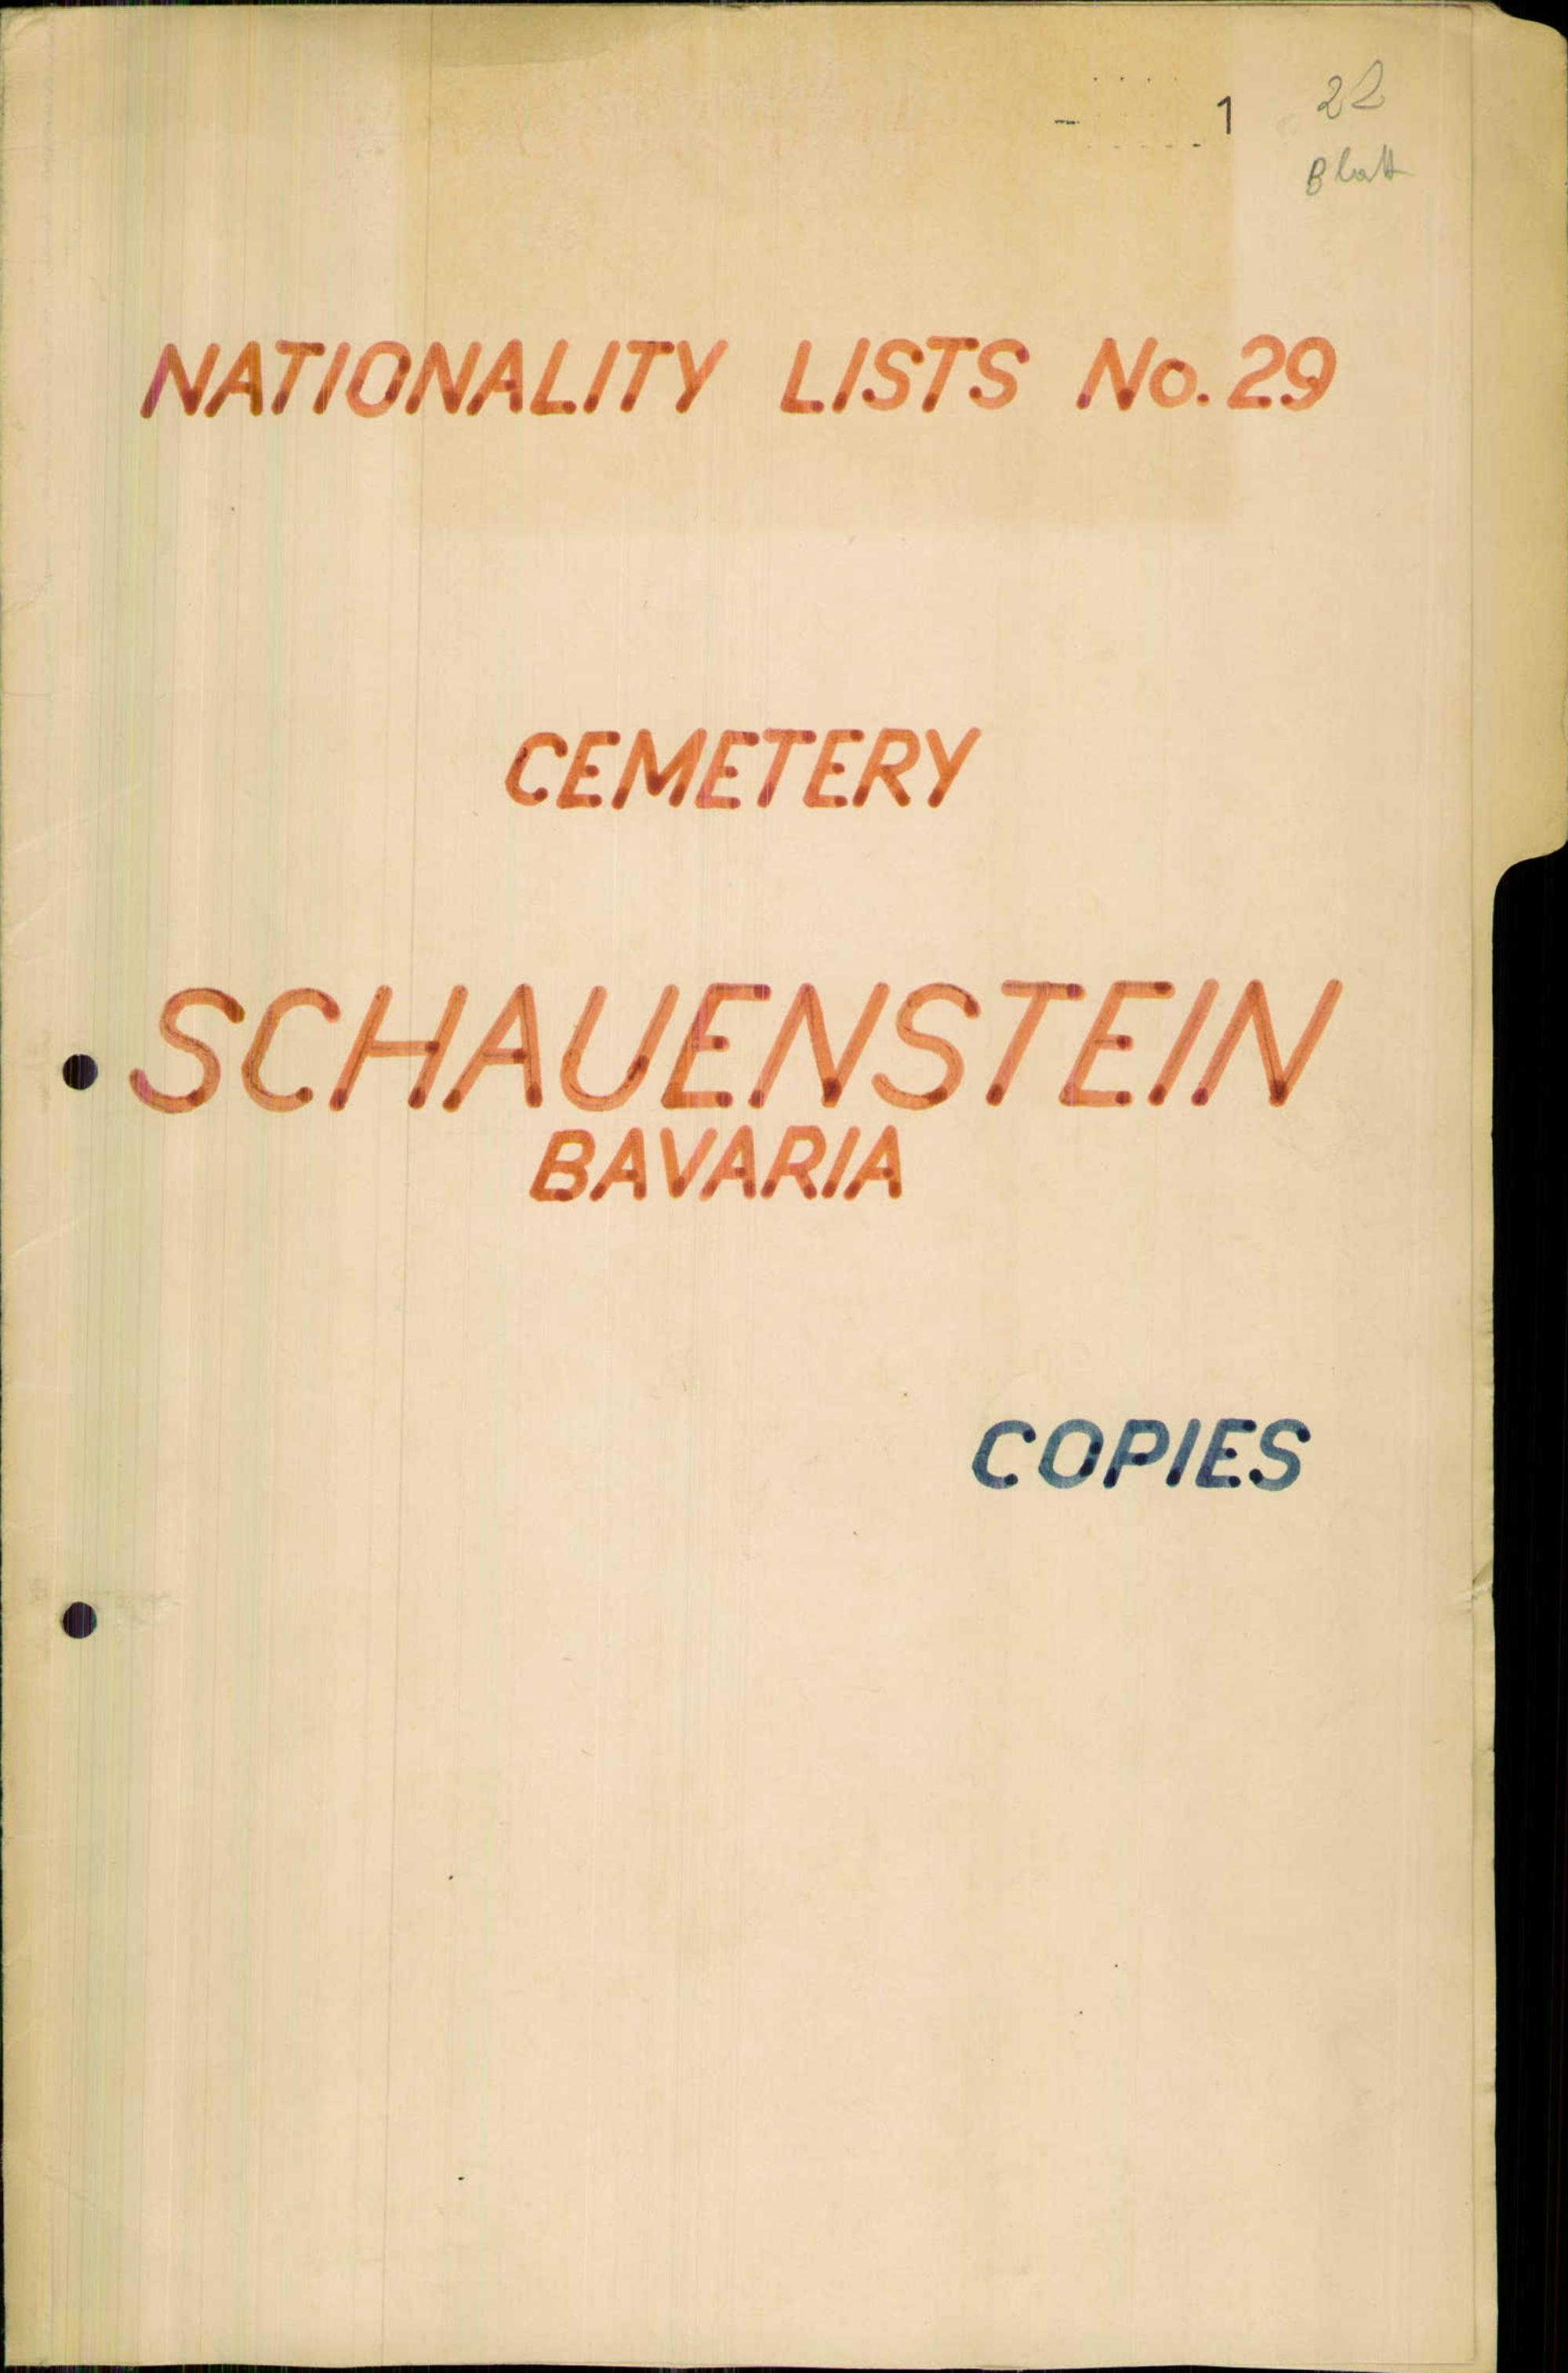 1
22
Blatt
NATIONALITY LISTS No. 29
CEMETERY
SCHAUENSTEIN
BAVARIA
COPIES